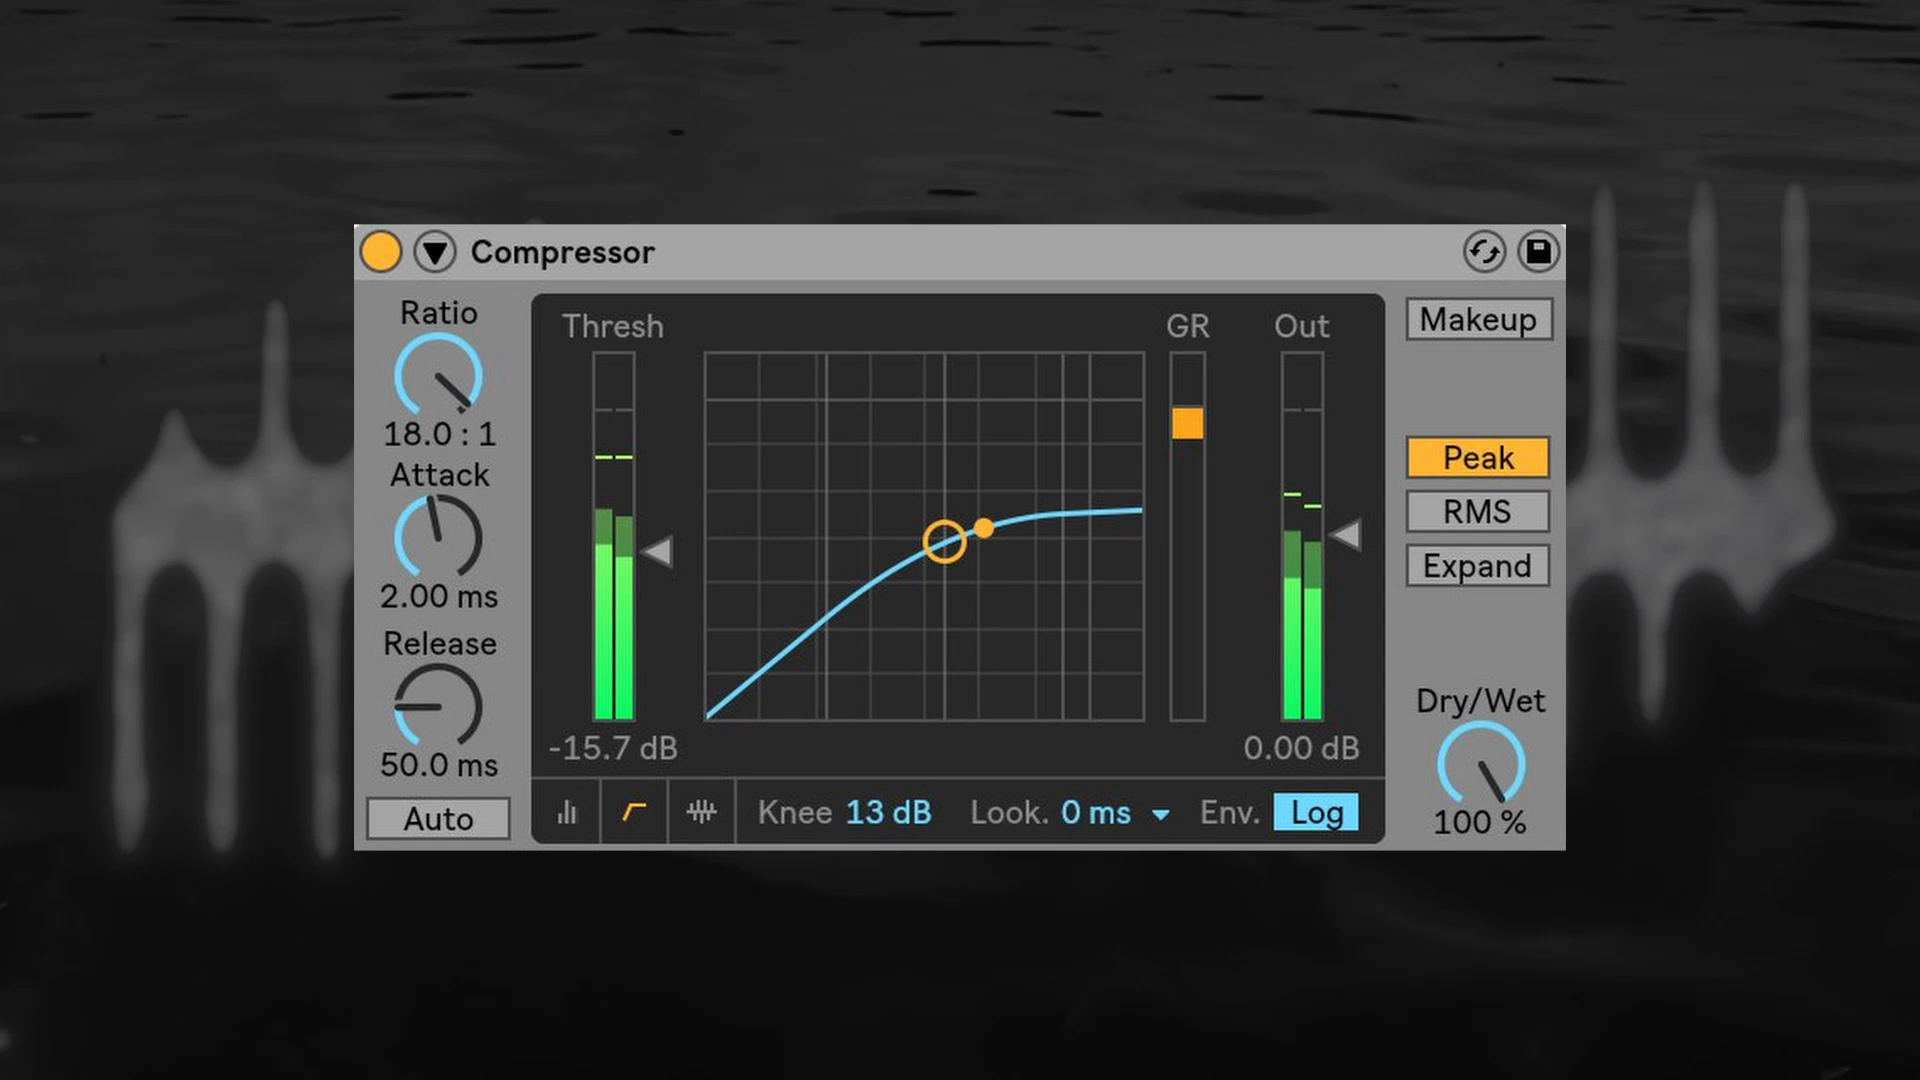 Compressor
Ratio
18.0 : 1
Attack
2.00 ms
Release
50.0 ms
Auto
Thresh
-15.7 dB
GR
Out
0.00 dB
Knee 13 dB Look. 0 ms Env. Log
Makeup
Peak
RMS
Expand
Dry/Wet
100 %